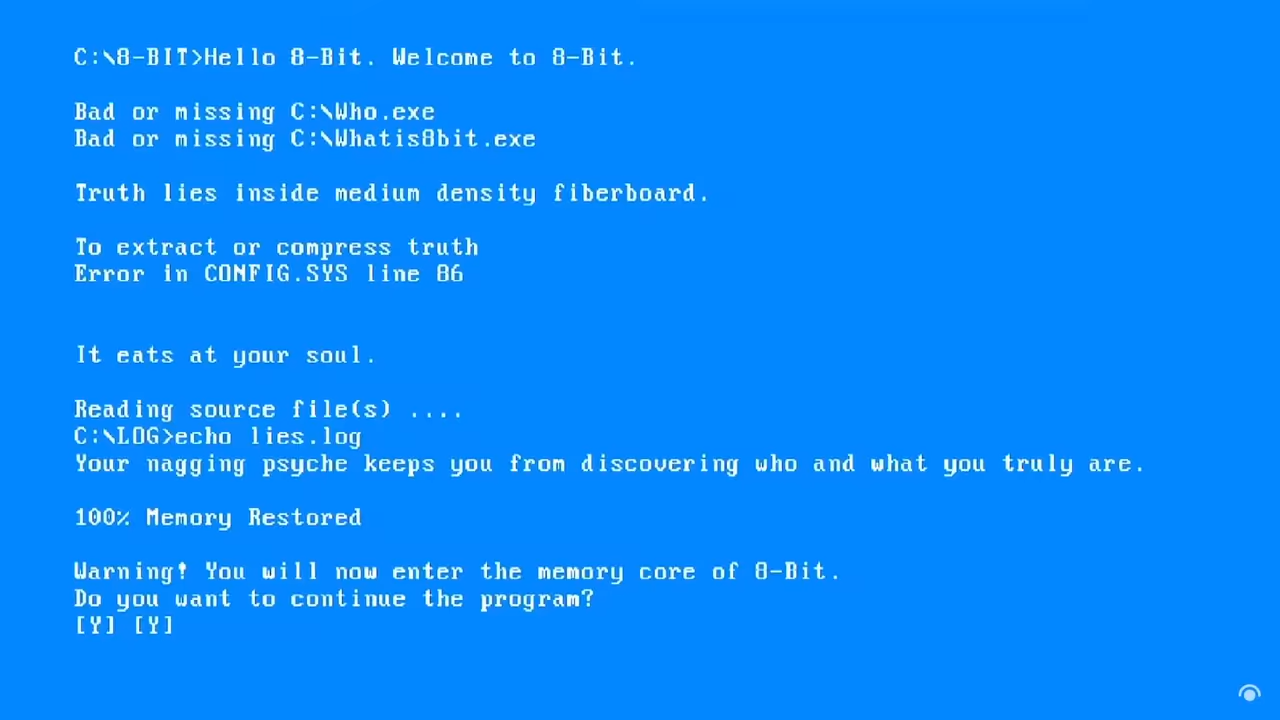 C:\8-BIT>Hello 8-Bit. Welcome to 8-Bit.
Bad or missing C:\Who.exe
Bad or missing C:\Whatis8bit.exe
Truth lies inside medium density fiberboard.
To extract or compress truth
Error in CONFIG.SYS line 86
It eats at your soul.
Reading source file(s) ....
C:\LOG>echo lies.log
Your nagging psyche keeps you from discovering who and what you truly are.
100% Memory Restored
Warning! You will now enter the memory core of 8-Bit.
Do you want to continue the program?
[Y] [Y]